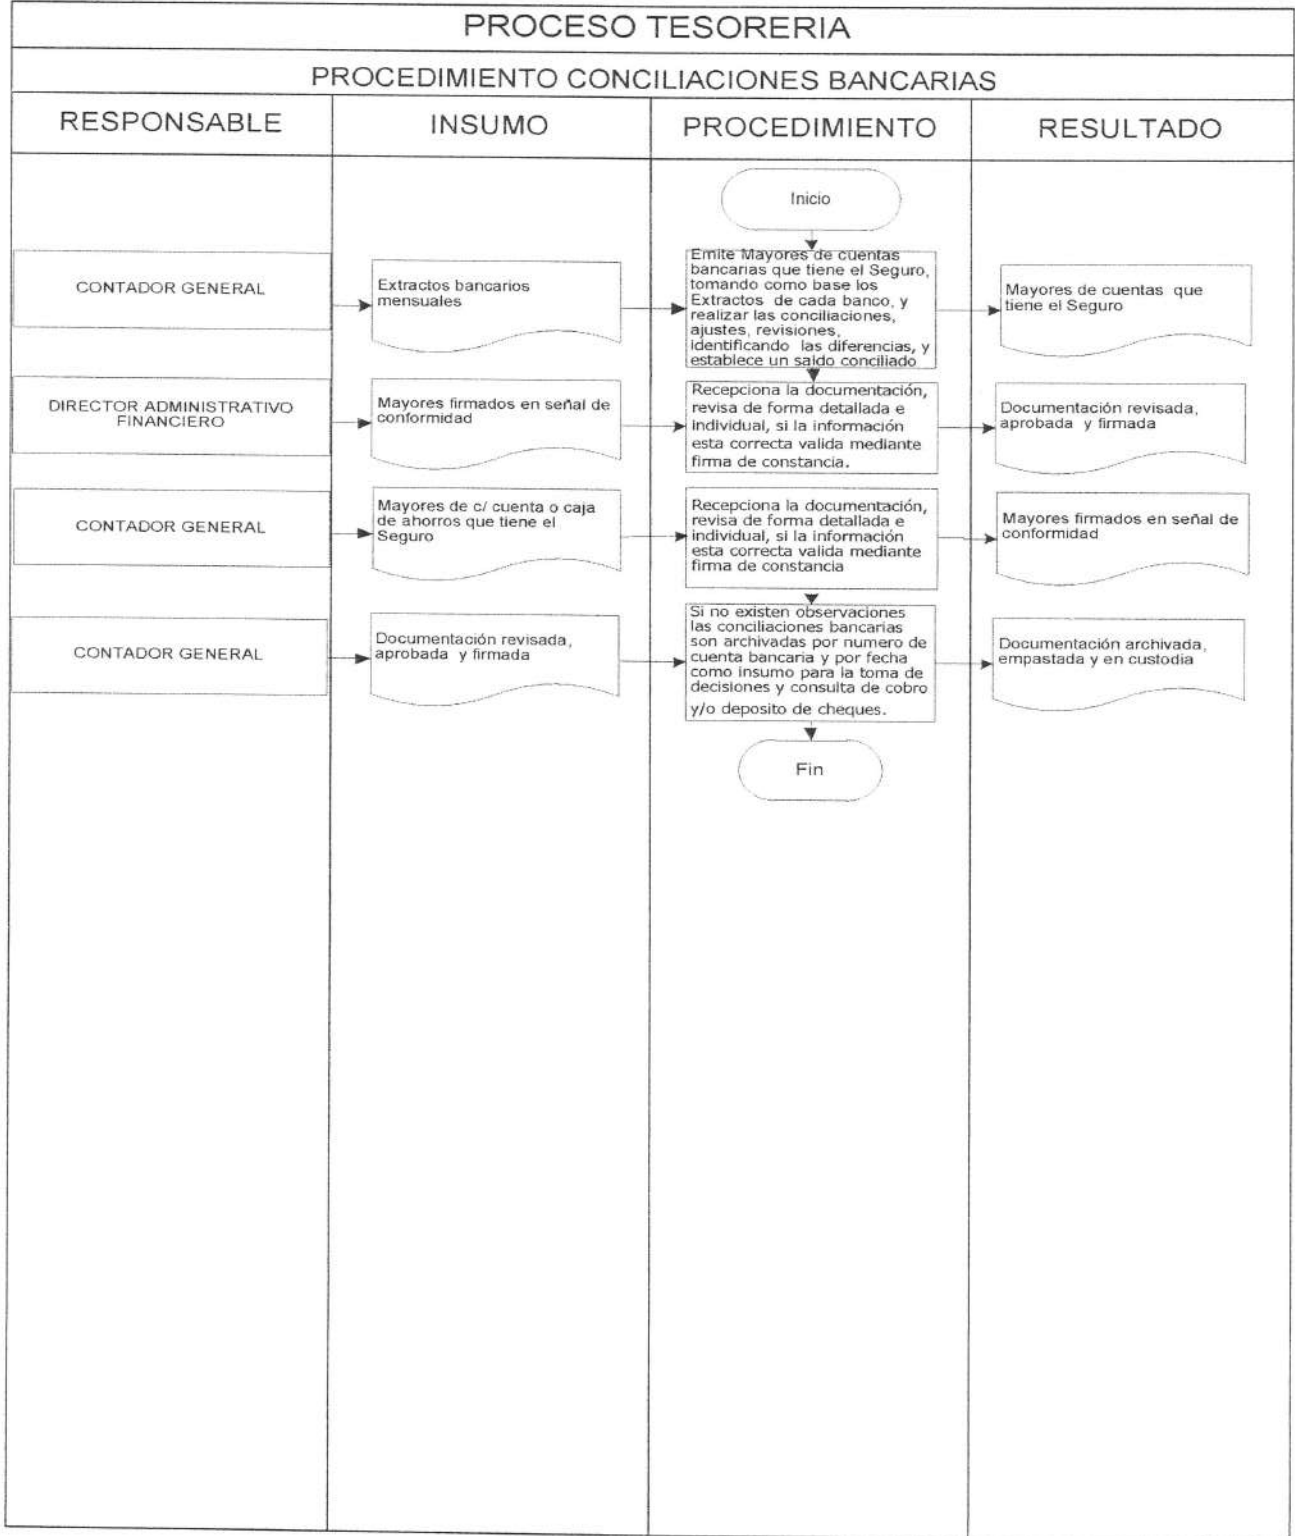 PROCESO TESORERIA
PROCEDIMIENTO CONCILIACIONES BANCARIAS
RESPONSABLE
INSUMO
PROCEDIMIENTO
RESULTADO
Inicio
CONTADOR GENERAL
Extractos bancarios
mensuales
Emite Mayores de cuentas
bancarias que tiene el Seguro,
tomando como base los
Extractos de cada banco, y
realizar las conciliaciones,
ajustes, revisiones,
identificando las diferencias, y
establece un saldo conciliado
Mayores de cuentas que
tiene el Seguro
DIRECTOR ADMINISTRATIVO
FINANCIERO
Mayores firmados en señal de
conformidad
Recepciona la documentación,
revisa de forma detallada e
individual, si la información
esta correcta valida mediante
firma de constancia.
Documentación revisada,
aprobada y firmada
CONTADOR GENERAL
Mayores de c/ cuenta o caja
de ahorros que tiene el
Seguro
Recepciona la documentación,
revisa de forma detallada e
individual, si la información
esta correcta valida mediante
firma de constancia
Mayores firmados en señal de
conformidad
CONTADOR GENERAL
Documentación revisada,
aprobada y firmada
Si no existen observaciones
las conciliaciones bancarias
son archivadas por numero de
cuenta bancaria y por fecha
como insumo para la toma de
decisiones y consulta de cobro
y/o deposito de cheques.
Documentación archivada,
empastada y en custodia
Fin